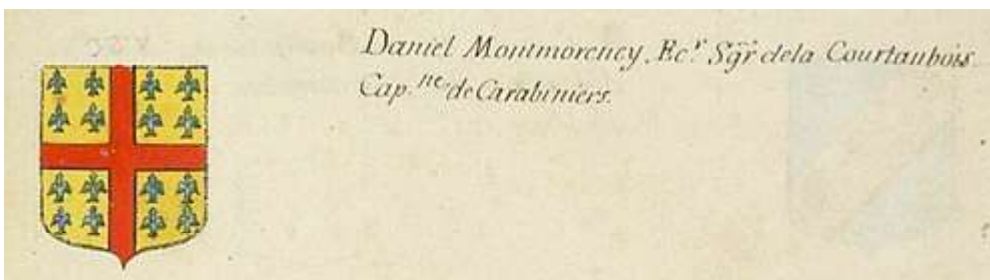 Daniel Montmorency, Ec.r Sgr dela Courtaubois
Cap.ne de Carabiniers.